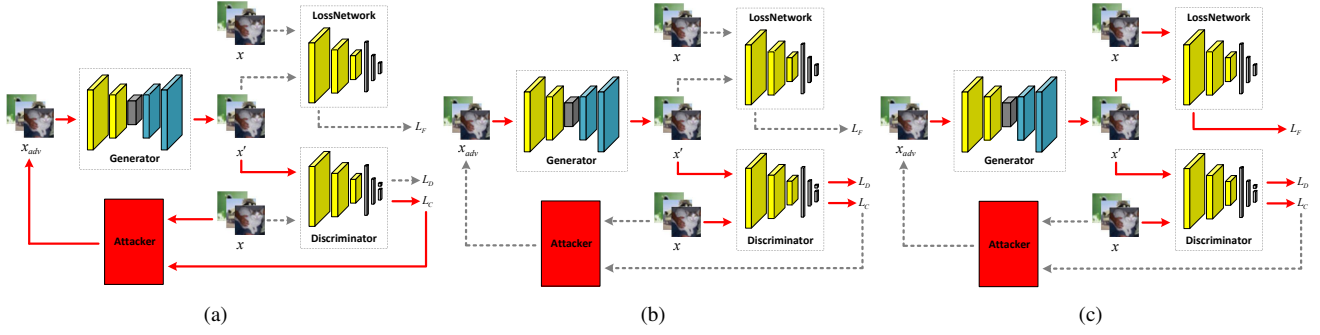 LossNetwork
x
L_F
x_adv
Generator
x′
L_D
L_C
x
Attacker
Discriminator
(a)
LossNetwork
x
L_F
x_adv
Generator
x′
L_D
L_C
x
Attacker
Discriminator
(b)
LossNetwork
x
L_F
x_adv
Generator
x′
L_D
L_C
x
Attacker
Discriminator
(c)